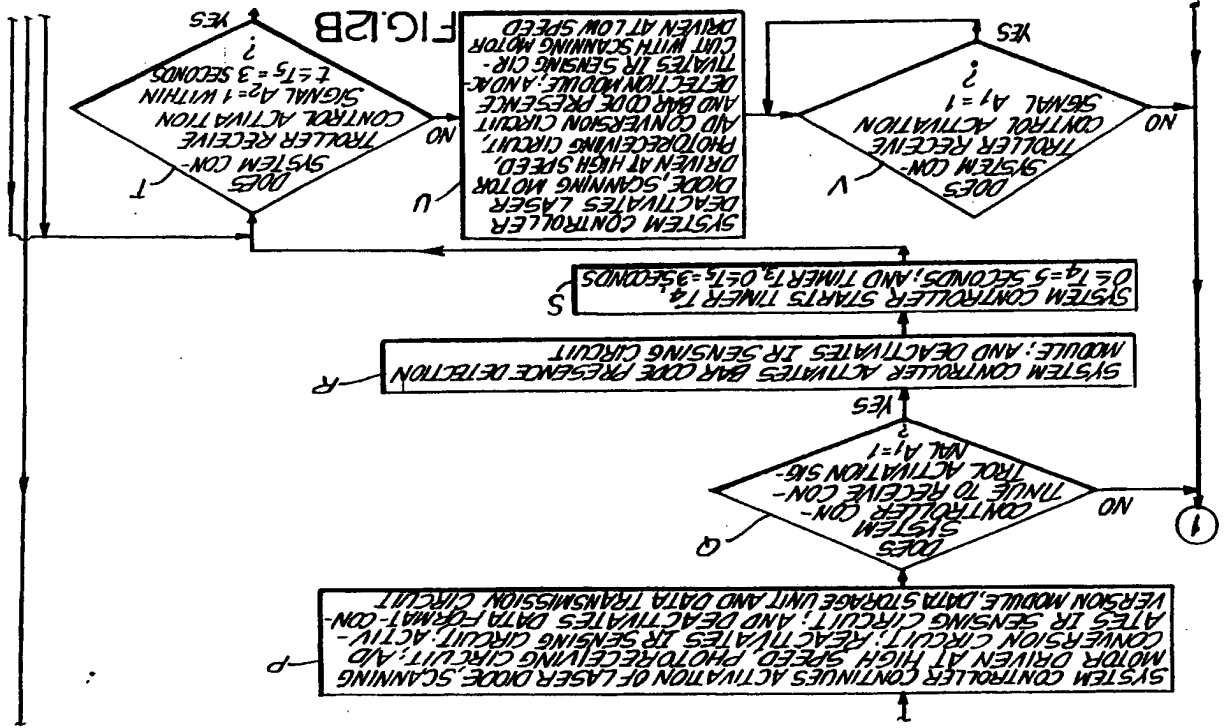 SYSTEM CONTROLLER CONTINUES ACTIVATION OF LASER DIODE, SCANNING
MOTOR DRIVEN AT HIGH SPEED PHOTORECEIVING CIRCUIT; A/D
CONVERSION CIRCUIT; REACTIVATES IR SENSING CIRCUIT, ACTIV-
ATES IR SENSING CIRCUIT; AND DEACTIVATES DATA FORMAT-CON-
VERSION MODULE, DATA STORAGE UNIT AND DATA TRANSMISSION CIRCUIT
P
1
DOES
SYSTEM
CONTROLLER CON-
TINUE TO RECEIVE CON-
TROL ACTIVATION SIG-
NAL A₁=1
?
Q
NO
YES
SYSTEM CONTROLLER ACTIVATES BAR CODE PRESENCE DETECTION
MODULE; AND DEACTIVATES IR SENSING CIRCUIT
R
SYSTEM CONTROLLER STARTS TIMER T₄,
0≤T₄=5 SECONDS; AND TIMER T₃, 0≤T₅=3 SECONDS
S
DOES
SYSTEM CON-
TROLLER RECEIVE
CONTROL ACTIVATION
SIGNAL A₁=1
?
V
NO
YES
SYSTEM CONTROLLER
DEACTIVATES LASER
DIODE, SCANNING MOTOR
DRIVEN AT HIGH SPEED,
PHOTORECEIVING CIRCUIT,
A/D CONVERSION CIRCUIT
AND BAR CODE PRESENCE
DETECTION MODULE; AND AC-
TIVATES IR SENSING CIR-
CUIT WITH SCANNING MOTOR
DRIVEN AT LOW SPEED
U
DOES
SYSTEM CON-
TROLLER RECEIVE
CONTROL ACTIVATION
SIGNAL A₂=1 WITHIN
t≤T₅=3 SECONDS
?
T
NO
YES
FIG.12B